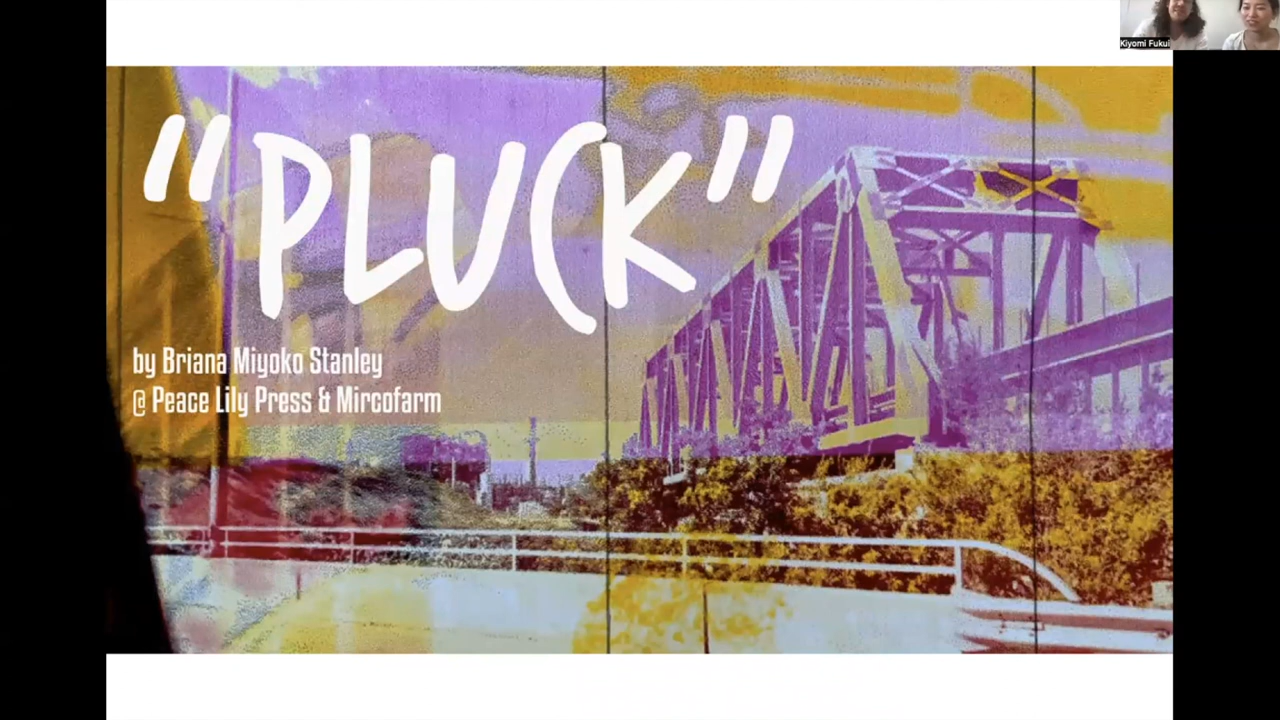 Kiyomi Fukui
“PLUCK”
by Briana Miyoko Stanley
@ Peace Lily Press & Mircofarm